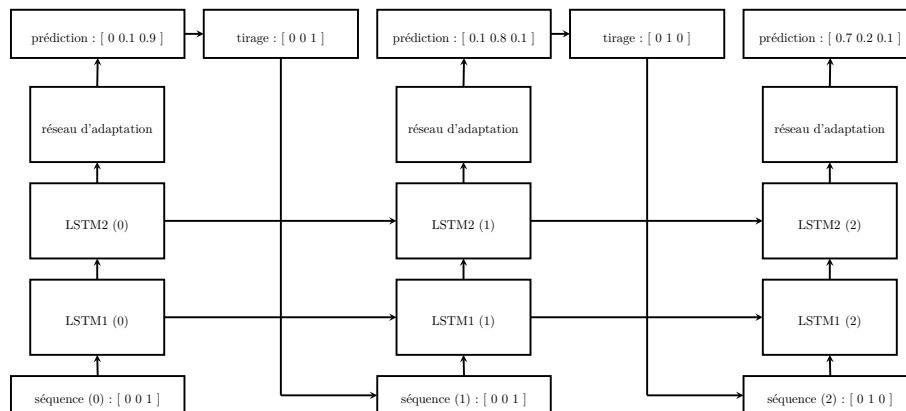 prédiction : [ 0 0.1 0.9 ]
tirage : [ 0 0 1 ]
prédiction : [ 0.1 0.8 0.1 ]
tirage : [ 0 1 0 ]
prédiction : [ 0.7 0.2 0.1 ]
réseau d'adaptation
réseau d'adaptation
réseau d'adaptation
LSTM2 (0)
LSTM2 (1)
LSTM2 (2)
LSTM1 (0)
LSTM1 (1)
LSTM1 (2)
séquence (0) : [ 0 0 1 ]
séquence (1) : [ 0 0 1 ]
séquence (2) : [ 0 1 0 ]